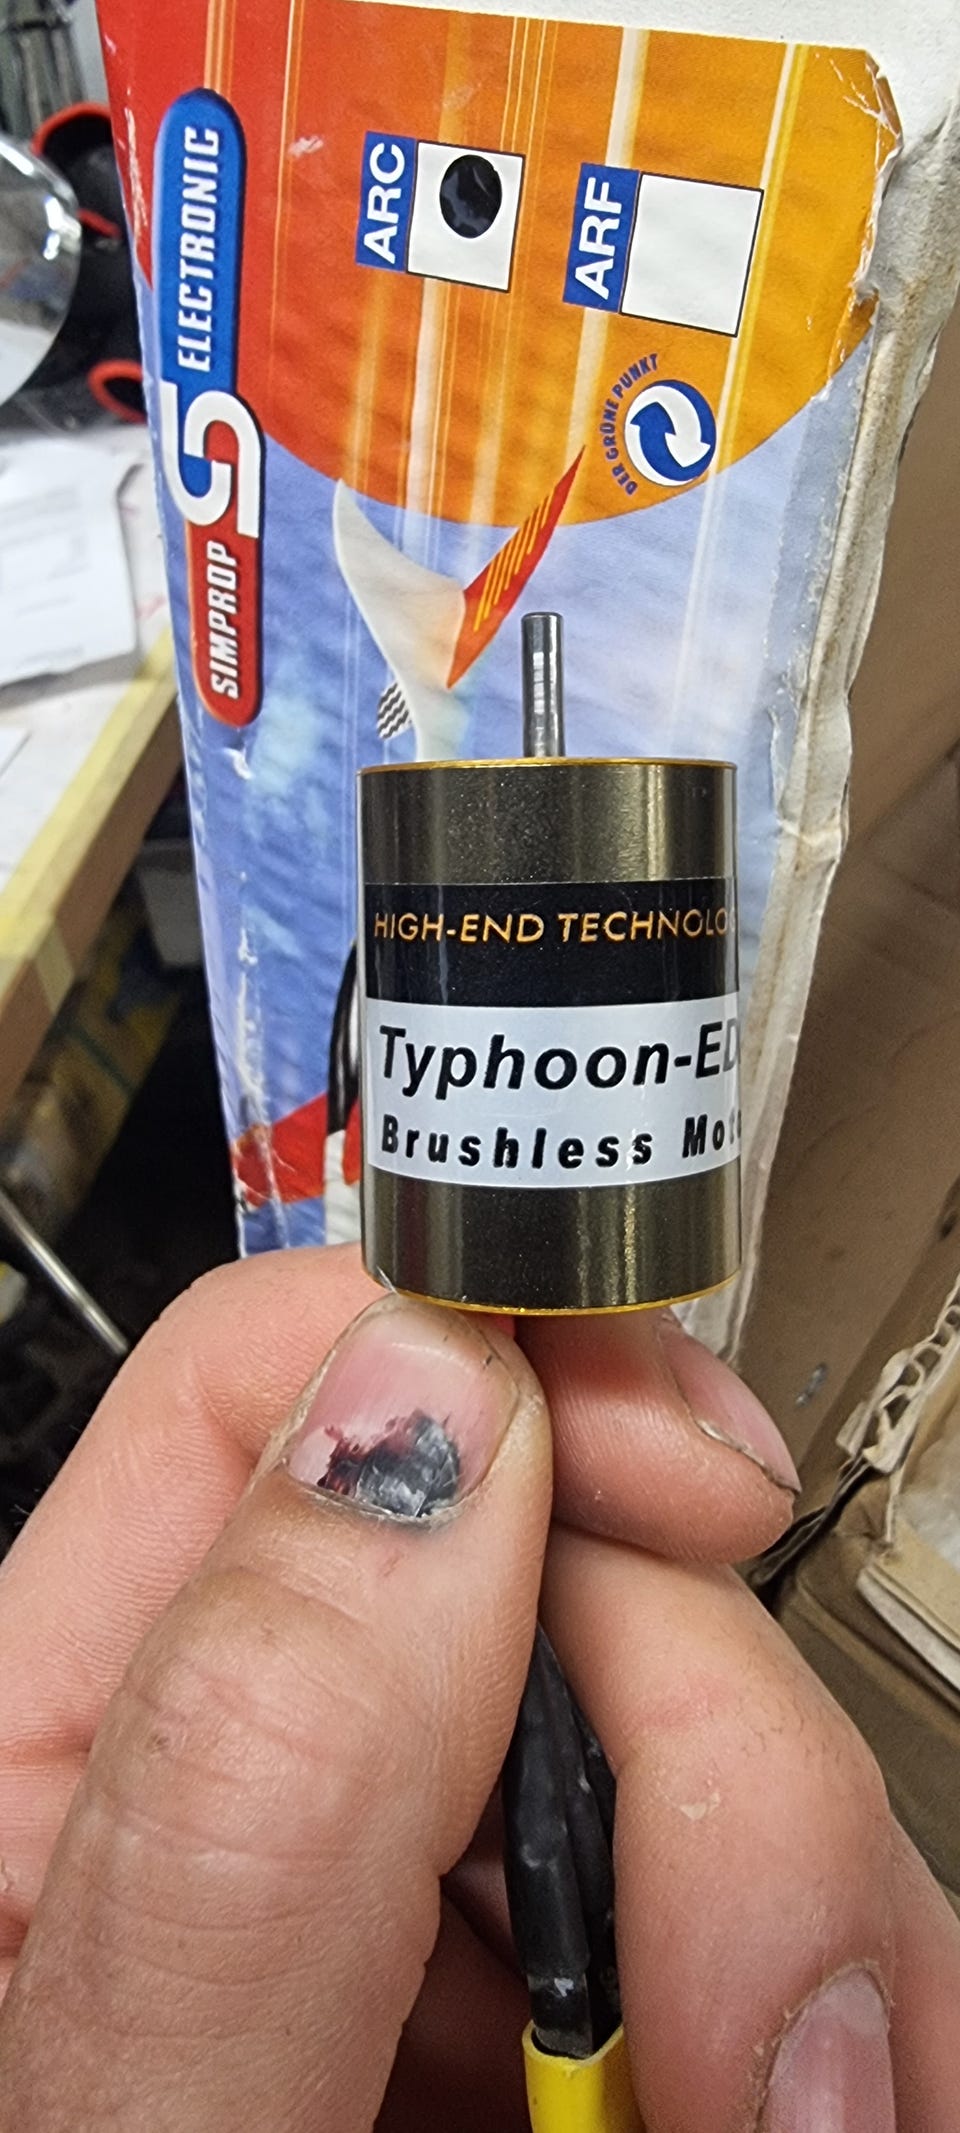 SIMPROP ELECTRONIC
ARC
ARF
DER GRÜNE PUNKT
HIGH-END TECHNOLO
Typhoon-ED
Brushless Mot